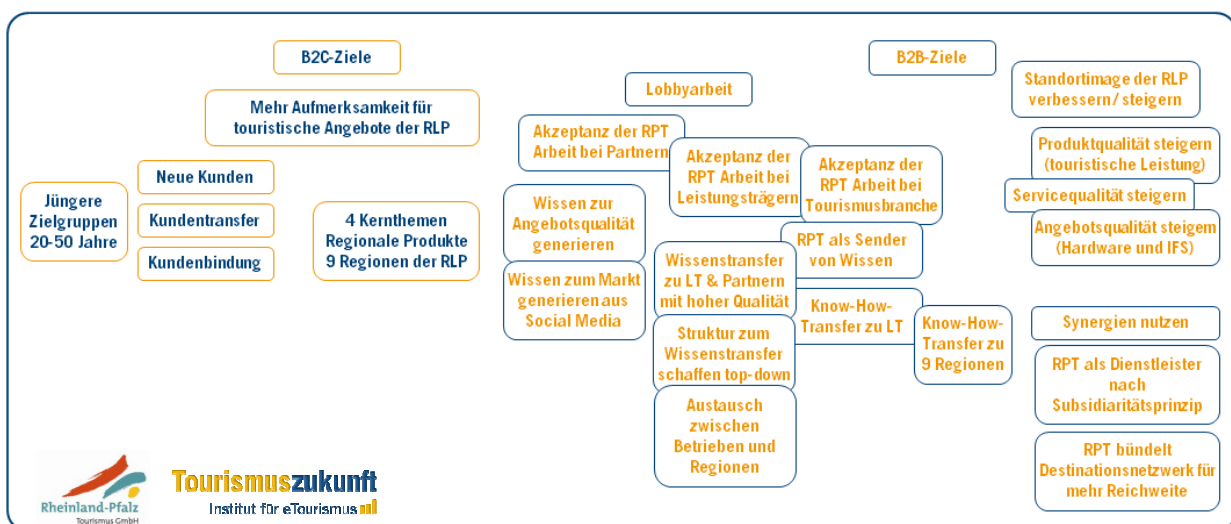 B2C-Ziele
Mehr Aufmerksamkeit für
touristische Angebote der RLP
Jüngere
Zielgruppen
20-50 Jahre
Neue Kunden
Kundentransfer
Kundenbindung
4 Kernthemen
Regionale Produkte
9 Regionen der RLP
B2B-Ziele
Lobbyarbeit
Akzeptanz der RPT
Arbeit bei Partnern
Akzeptanz der
RPT Arbeit bei
Leistungsträgern
Akzeptanz der
RPT Arbeit bei
Tourismusbranche
Wissen zur
Angebotsqualität
generieren
Wissen zum Markt
generieren aus
Social Media
Wissenstransfer
zu LT & Partnern
mit hoher Qualität
RPT als Sender
von Wissen
Know-How-
Transfer zu LT
Know-How-
Transfer zu
9 Regionen
Struktur zum
Wissenstransfer
schaffen top-down
Austausch
zwischen
Betrieben und
Regionen
Standortimage der RLP
verbessern / steigern
Produktqualität steigern
(touristische Leistung)
Servicequalität steigern
Angebotsqualität steigern
(Hardware und IFS)
Synergien nutzen
RPT als Dienstleister
nach
Subsidiaritätsprinzip
RPT bündelt
Destinationsnetzwerk für
mehr Reichweite
Rheinland-Pfalz
Tourismus GmbH
Tourismuszukunft
Institut für eTourismus